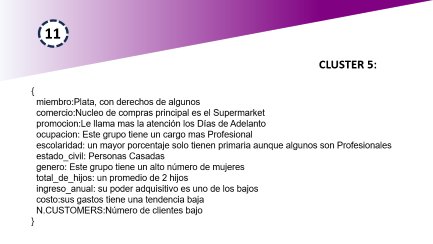 11
CLUSTER 5:
{
miembro:Plata, con derechos de algunos
comercio:Nucleo de compras principal es el Supermarket
promocion:Le llama mas la atención los Días de Adelanto
ocupacion: Este grupo tiene un cargo mas Profesional
escolaridad: un mayor porcentaje solo tienen primaria aunque algunos son Profesionales
estado_civil: Personas Casadas
genero: Este grupo tiene un alto número de mujeres
total_de_hijos: un promedio de 2 hijos
ingreso_anual: su poder adquisitivo es uno de los bajos
costo:sus gastos tiene una tendencia baja
N.CUSTOMERS:Número de clientes bajo
}